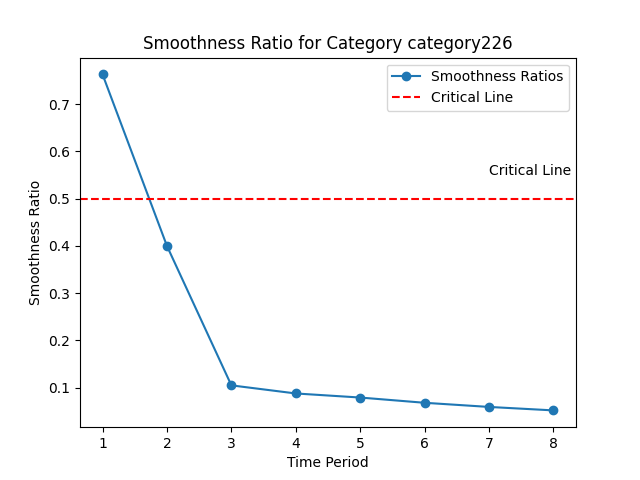 Smoothness Ratio for Category category226
Smoothness Ratios
Critical Line
Critical Line
Smoothness Ratio
0.7
0.6
0.5
0.4
0.3
0.2
0.1
1 2 3 4 5 6 7 8
Time Period